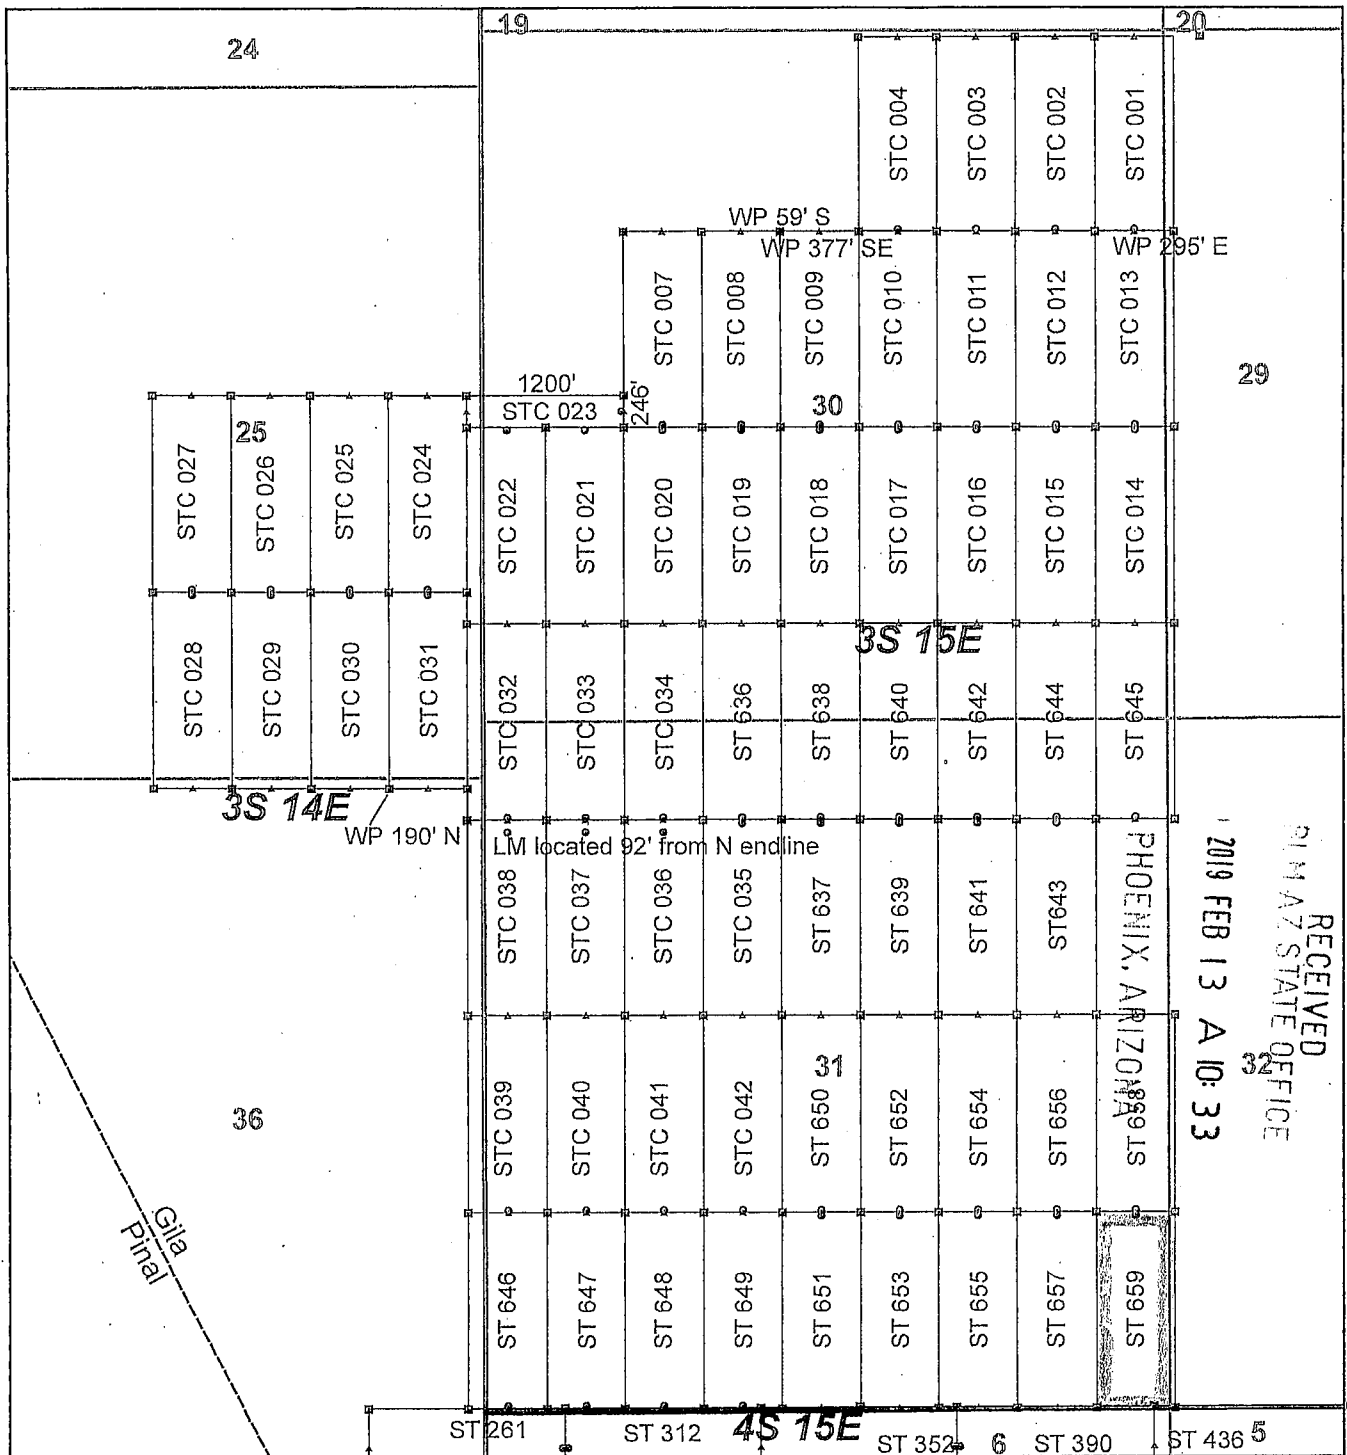 24
19
20
STC 004
STC 003
STC 002
STC 001
WP 59' S
WP 377' SE
WP 295' E
STC 007
STC 008
STC 009
STC 010
STC 011
STC 012
STC 013
29
1200'
STC 023
246'
30
25
STC 027
STC 026
STC 025
STC 024
STC 022
STC 021
STC 020
STC 019
STC 018
STC 017
STC 016
STC 015
STC 014
3S 15E
STC 028
STC 029
STC 030
STC 031
STC 032
STC 033
STC 034
ST 636
ST 638
ST 640
ST 642
ST 644
ST 645
3S 14E
WP 190' N
LM located 92' from N endline
STC 038
STC 037
STC 036
STC 035
ST 637
ST 639
ST 641
ST643
RECEIVED
BLM AZ STATE OFFICE
2019 FEB 13 A 10:33
PHOENIX, ARIZONA
32
31
36
STC 039
STC 040
STC 041
STC 042
ST 650
ST 652
ST 654
ST 656
ST 658
Gila
Pinal
ST 646
ST 647
ST 648
ST 649
ST 651
ST 653
ST 655
ST 657
ST 659
ST 261
ST 312
4S 15E
ST 352
6
ST 390
ST 436
5